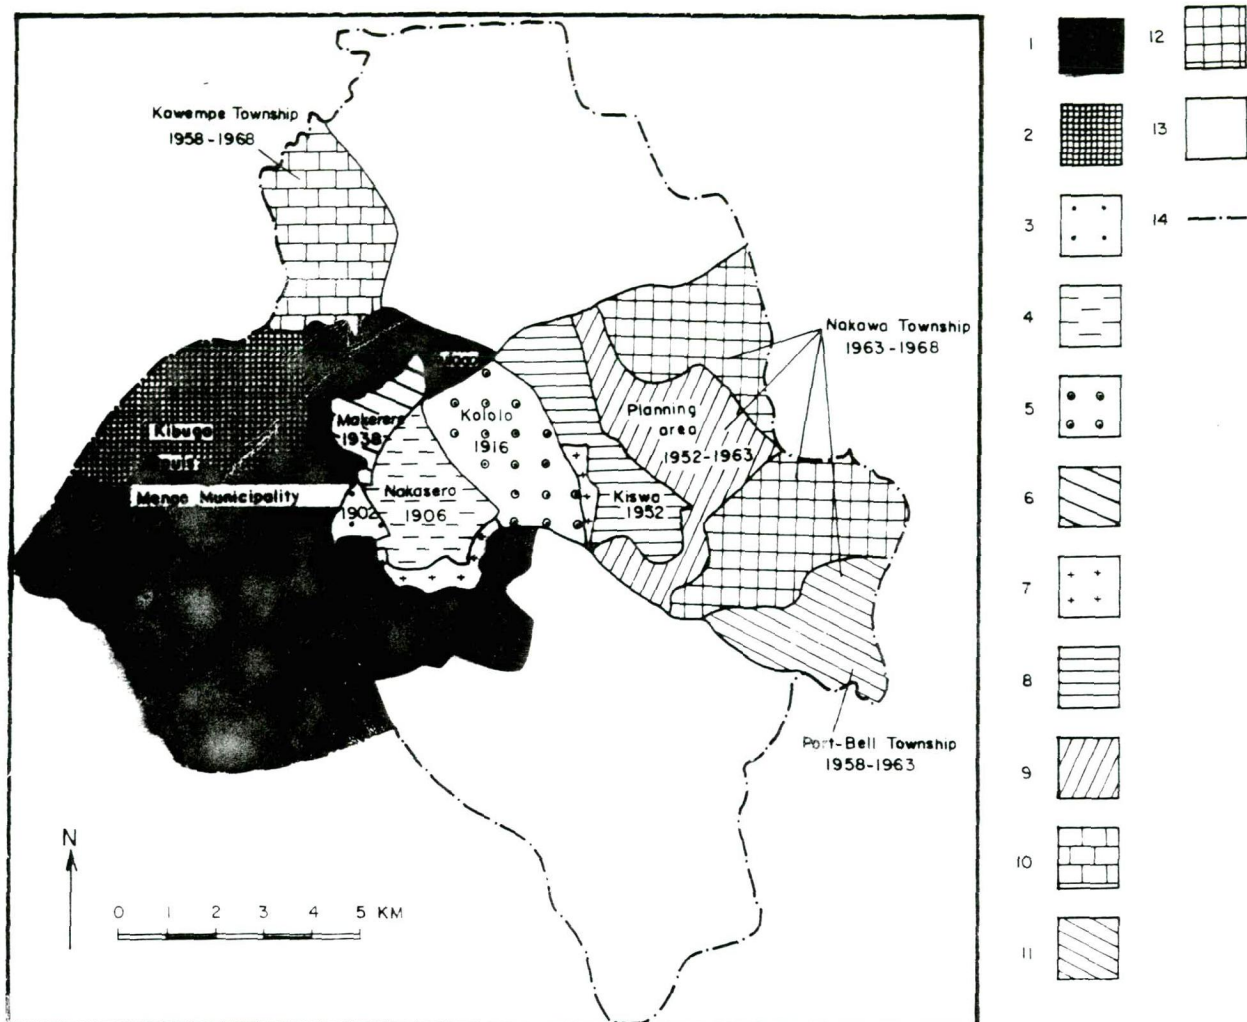 Kawempe Township
1958-1968
Nakawa Township
1963-1968
Makerere
1938
Kololo
1916
Planning
area
1952-1963
Kibuga
Mengo Municipality
1902
Nakasero
1906
Kiswa
1952
Port-Bell Township
1958-1963
N
0 1 2 3 4 5 KM
1
2
3
4
5
6
7
8
9
10
11
12
13
14